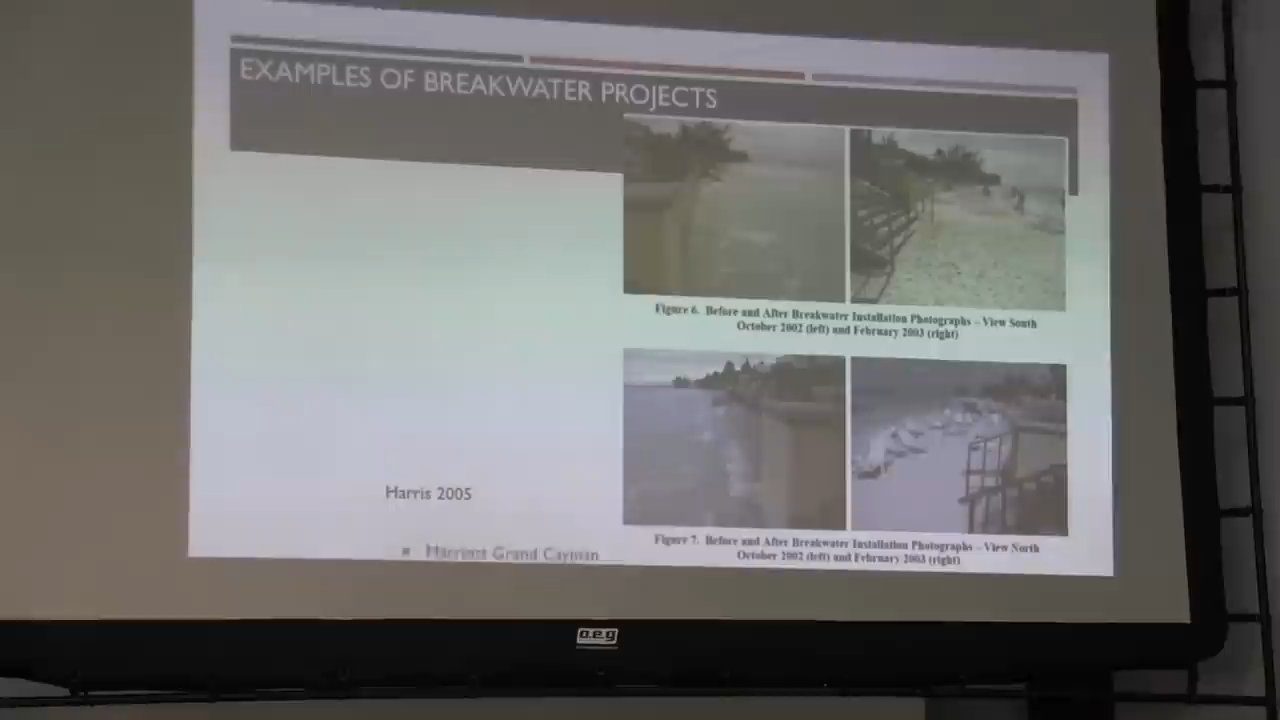 EXAMPLES OF BREAKWATER PROJECTS
Figure 6. Before and After Breakwater Installation Photographs – View South
October 2002 (left) and February 2003 (right)
Harris 2005
Marriott Grand Cayman
Figure 7. Before and After Breakwater Installation Photographs – View North
October 2002 (left) and February 2003 (right)
a.e.g